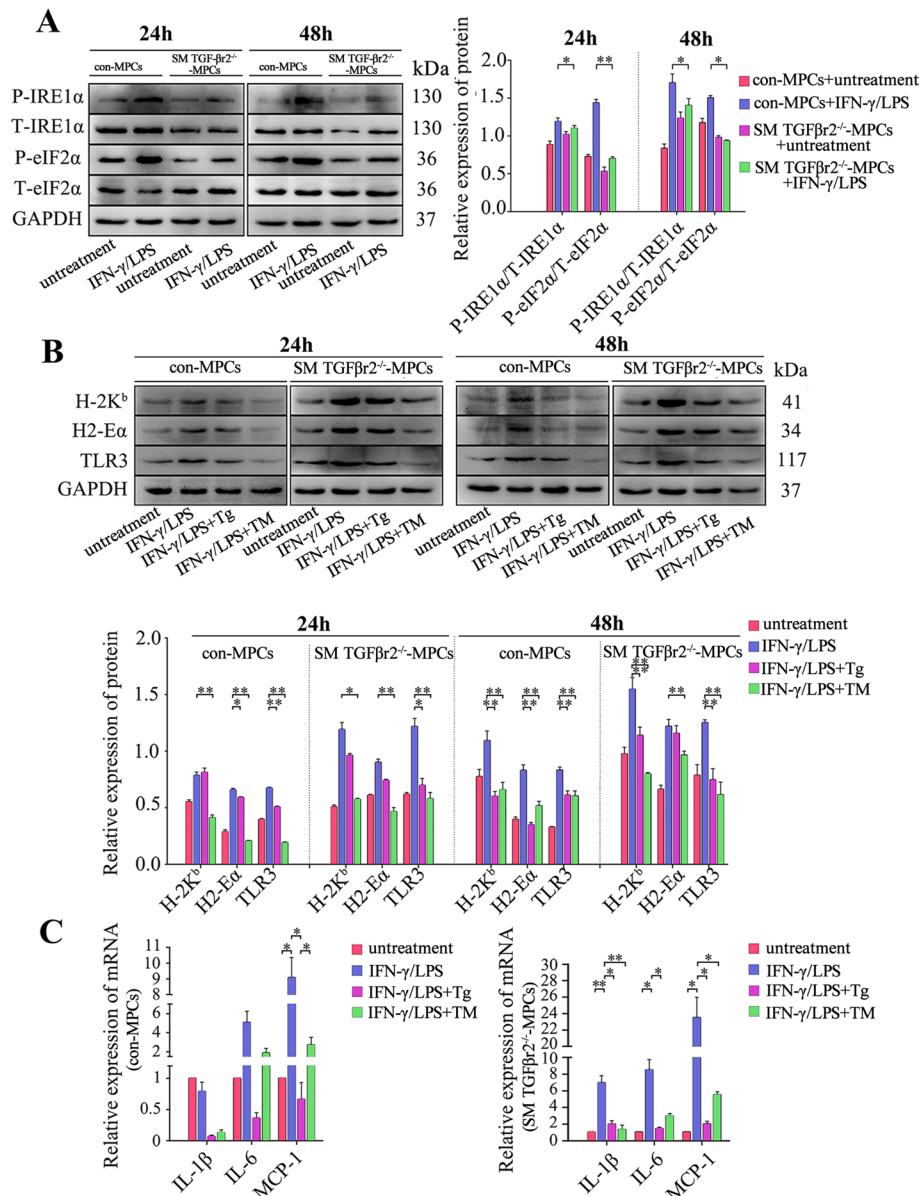 A
24h 48h
con-MPCs SM TGF-βr2-/- -MPCs con-MPCs SM TGFβr2-/- -MPCs kDa
P-IRE1α 130
T-IRE1α 130
P-eIF2α 36
T-eIF2α 36
GAPDH 37
untreatment IFN-γ/LPS untreatment IFN-γ/LPS untreatment IFN-γ/LPS untreatment IFN-γ/LPS
Relative expression of protein
24h 48h
* ** * *
2.0
1.5
1.0
0.5
0.0
P-IRE1α/T-IRE1α P-eIF2α/T-eIF2α P-IRE1α/T-IRE1α P-eIF2α/T-eIF2α
con-MPCs+untreatment
con-MPCs+IFN-γ/LPS
SM TGFβr2-/--MPCs
+untreatment
SM TGFβr2-/--MPCs
+IFN-γ/LPS
B
24h 48h
con-MPCs SM TGFβr2-/--MPCs con-MPCs SM TGFβr2-/--MPCs kDa
H-2Kb 41
H2-Eα 34
TLR3 117
GAPDH 37
untreatment IFN-γ/LPS IFN-γ/LPS+Tg IFN-γ/LPS+TM untreatment IFN-γ/LPS IFN-γ/LPS+Tg IFN-γ/LPS+TM untreatment IFN-γ/LPS IFN-γ/LPS+Tg IFN-γ/LPS+TM untreatment IFN-γ/LPS IFN-γ/LPS+Tg IFN-γ/LPS+TM
Relative expression of protein
24h 48h
con-MPCs SM TGFβr2-/--MPCs con-MPCs SM TGFβr2-/--MPCs
** ** * ** ** * ** ** * ** ** ** ** ** ** ** ** ** ** ** **
2.0
1.5
1.0
0.5
0.0
H-2Kb H2-Eα TLR3 H-2Kb H2-Eα TLR3 H-2Kb H2-Eα TLR3 H-2Kb H2-Eα TLR3
untreatment
IFN-γ/LPS
IFN-γ/LPS+Tg
IFN-γ/LPS+TM
C
Relative expression of mRNA
(con-MPCs)
* * *
11
10
9
8
6
4
2
1
0.5
0
IL-1β IL-6 MCP-1
untreatment
IFN-γ/LPS
IFN-γ/LPS+Tg
IFN-γ/LPS+TM
Relative expression of mRNA
(SM TGFβr2-/--MPCs)
** * ** * * * * *
30
28
26
24
22
20
8
6
4
2
0
IL-1β IL-6 MCP-1
untreatment
IFN-γ/LPS
IFN-γ/LPS+Tg
IFN-γ/LPS+TM